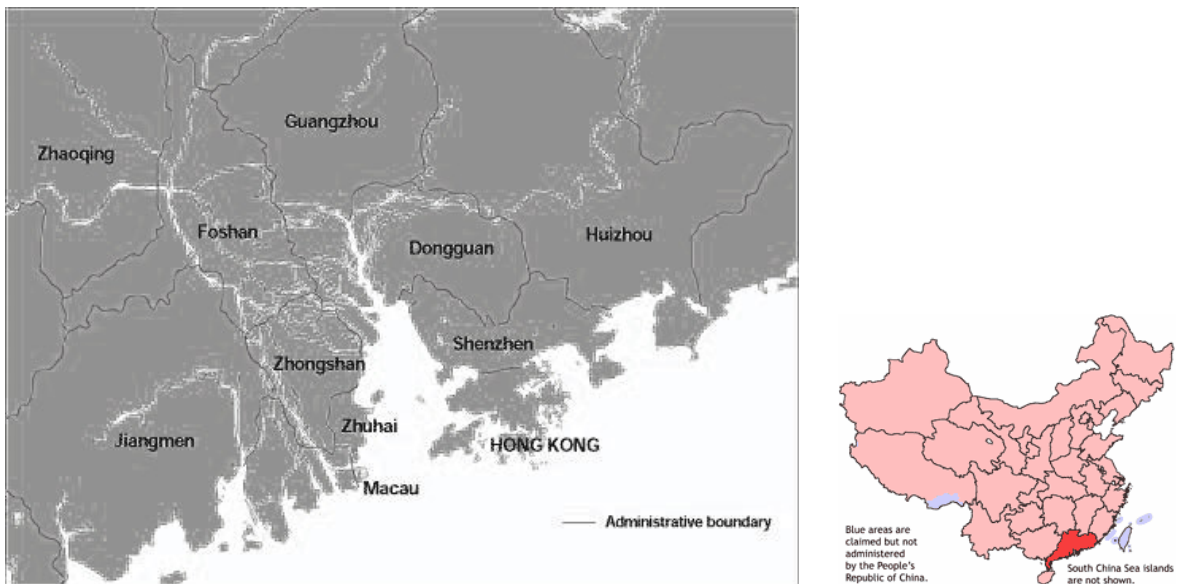 Guangzhou
Zhaoqing
Foshan
Dongguan
Huizhou
Shenzhen
Zhongshan
Zhuhai
Jiangmen
HONG KONG
Macau
Administrative boundary
Blue areas are
claimed but not
administered
by the People's
Republic of China.
South China Sea islands
are not shown.